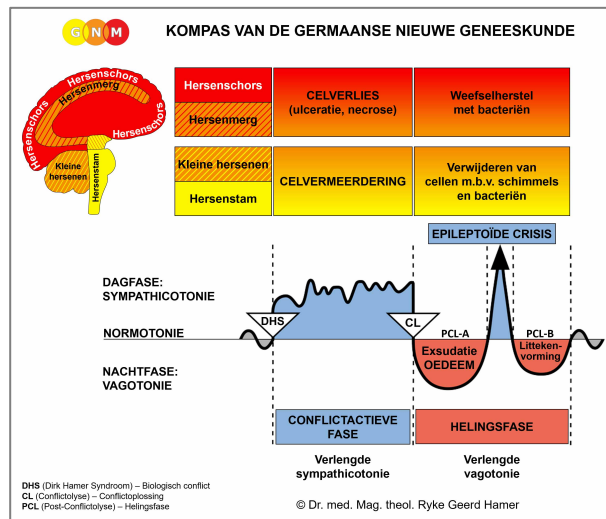 GNM
KOMPAS VAN DE GERMAANSE NIEUWE GENEESKUNDE
Hersenschors
Hersenmerg
Hersenschors
Hersenschors
Kleine
hersenen
Hersenstam
Hersenschors
Hersenmerg
CELVERLIES
(ulceratie, necrose)
Weefselherstel
met bacteriën
Kleine hersenen
Hersenstam
CELVERMEERDERING
Verwijderen van
cellen m.b.v. schimmels
en bacteriën
EPILEPTOÏDE CRISIS
DAGFASE:
SYMPATHICOTONIE
NORMOTONIE
NACHTFASE:
VAGOTONIE
DHS
CL
PCL-A
Exsudatie
OEDEEM
PCL-B
Litteken-
vorming
CONFLICTACTIEVE
FASE
HELINGSFASE
Verlengde
sympathicotonie
Verlengde
vagotonie
DHS (Dirk Hamer Syndroom) – Biologisch conflict
CL (Conflictolyse) – Conflictoplossing
PCL (Post-Conflictolyse) – Helingsfase
© Dr. med. Mag. theol. Ryke Geerd Hamer